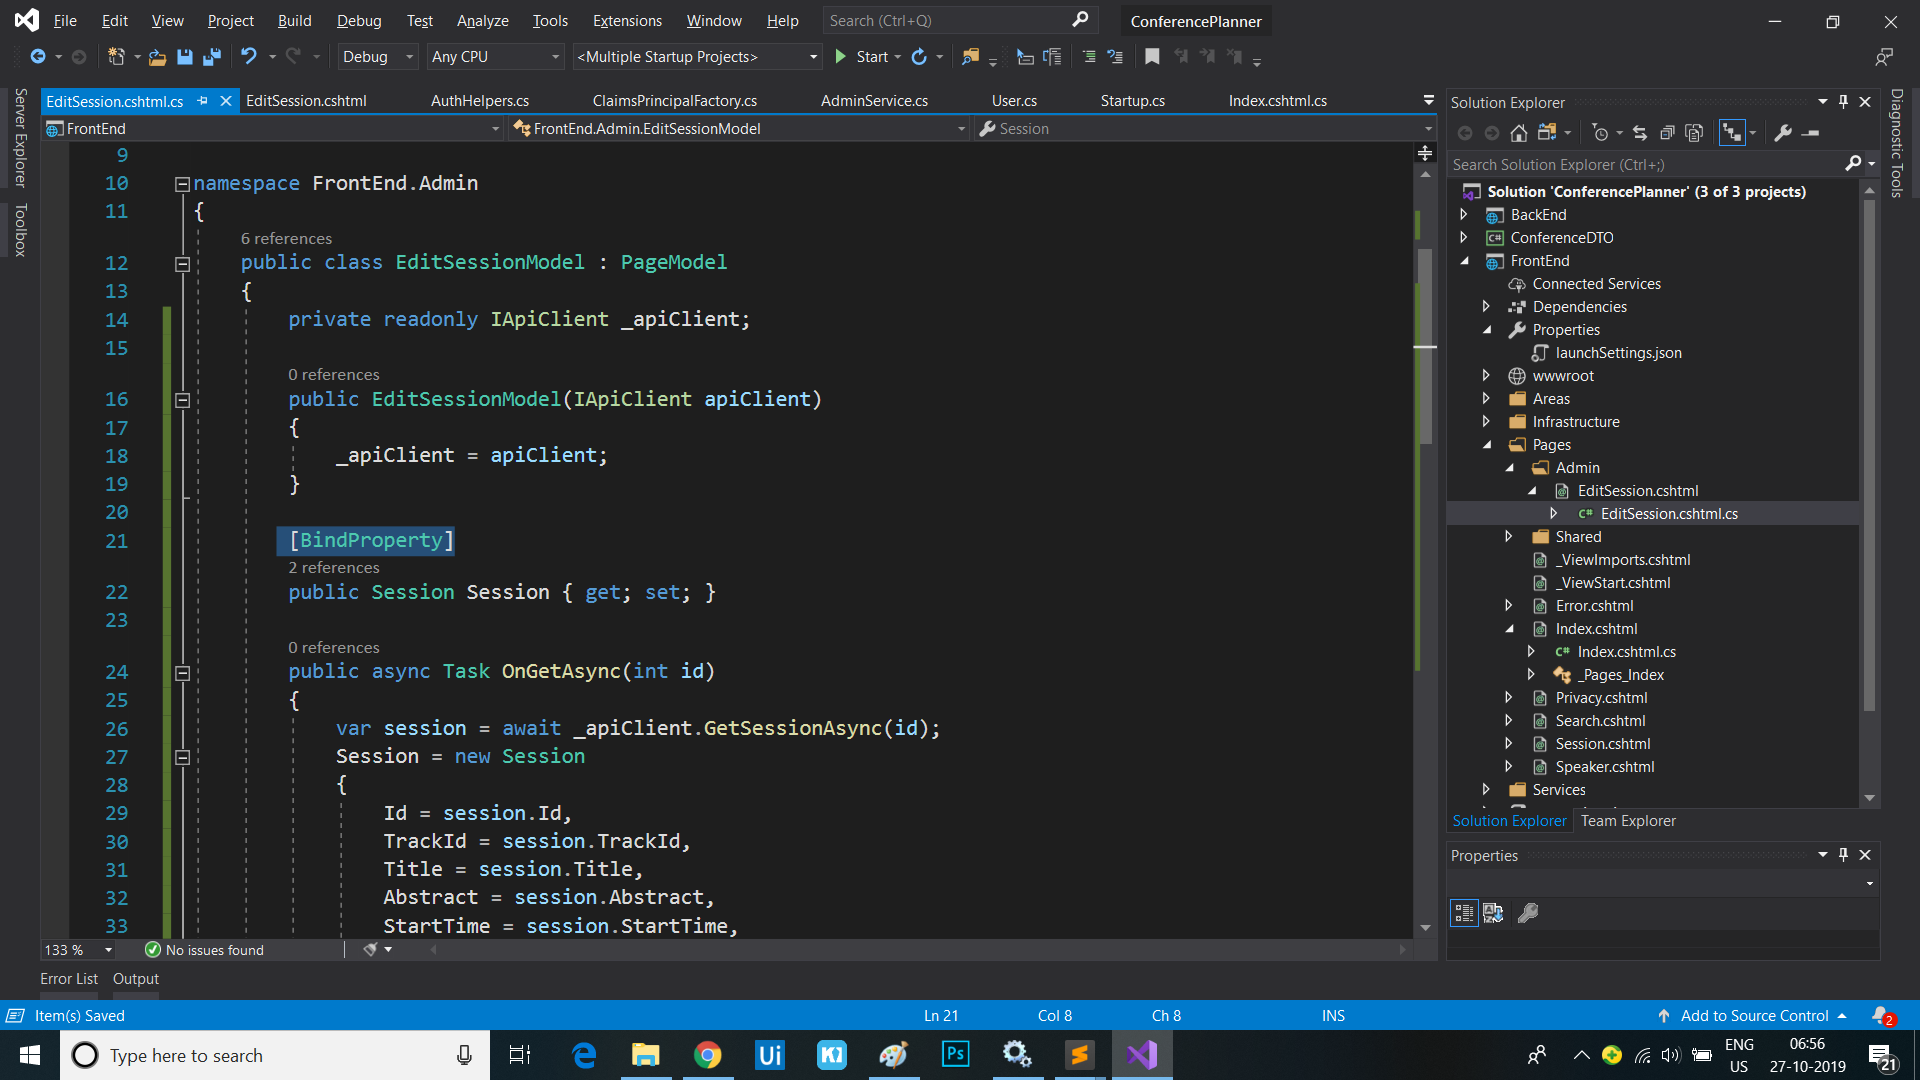 File Edit View Project Build Debug Test Analyze Tools Extensions Window Help Search (Ctrl+Q) ConferencePlanner
Debug Any CPU <Multiple Startup Projects> Start
Server Explorer
Toolbox
EditSession.cshtml.cs EditSession.cshtml AuthHelpers.cs ClaimsPrincipalFactory.cs AdminService.cs User.cs Startup.cs Index.cshtml.cs
FrontEnd FrontEnd.Admin.EditSessionModel Session
9
10 namespace FrontEnd.Admin
11 {
6 references
12 public class EditSessionModel : PageModel
13 {
14 private readonly IApiClient _apiClient;
15
0 references
16 public EditSessionModel(IApiClient apiClient)
17 {
18 _apiClient = apiClient;
19 }
20
21 [BindProperty]
2 references
22 public Session Session { get; set; }
23
0 references
24 public async Task OnGetAsync(int id)
25 {
26 var session = await _apiClient.GetSessionAsync(id);
27 Session = new Session
28 {
29 Id = session.Id,
30 TrackId = session.TrackId,
31 Title = session.Title,
32 Abstract = session.Abstract,
33 StartTime = session.StartTime,
133 % No issues found
Error List Output
Solution Explorer
Search Solution Explorer (Ctrl+;)
Solution 'ConferencePlanner' (3 of 3 projects)
BackEnd
C# ConferenceDTO
FrontEnd
Connected Services
Dependencies
Properties
launchSettings.json
wwwroot
Areas
Infrastructure
Pages
Admin
EditSession.cshtml
C# EditSession.cshtml.cs
Shared
_ViewImports.cshtml
_ViewStart.cshtml
Error.cshtml
Index.cshtml
C# Index.cshtml.cs
_Pages_Index
Privacy.cshtml
Search.cshtml
Session.cshtml
Speaker.cshtml
Services
Solution Explorer Team Explorer
Properties
Diagnostic Tools
Item(s) Saved Ln 21 Col 8 Ch 8 INS Add to Source Control 2
Type here to search Ui K Ps ENG US 06:56 27-10-2019 21